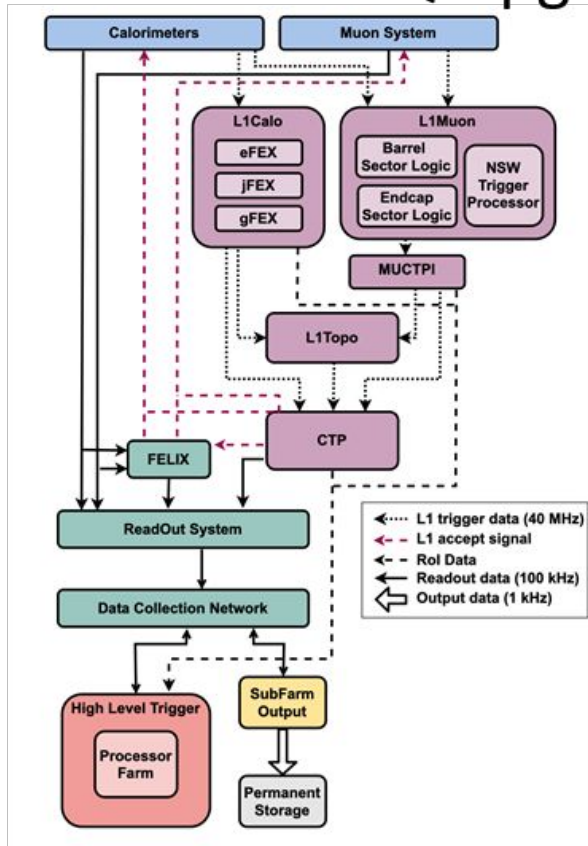 Calorimeters
Muon System
L1Calo
eFEX
jFEX
gFEX
L1Muon
Barrel
Sector Logic
Endcap
Sector Logic
NSW
Trigger
Processor
MUCTPI
L1Topo
CTP
FELIX
ReadOut System
Data Collection Network
High Level Trigger
Processor
Farm
SubFarm
Output
Permanent
Storage
L1 trigger data (40 MHz)
L1 accept signal
RoI Data
Readout data (100 kHz)
Output data (1 kHz)